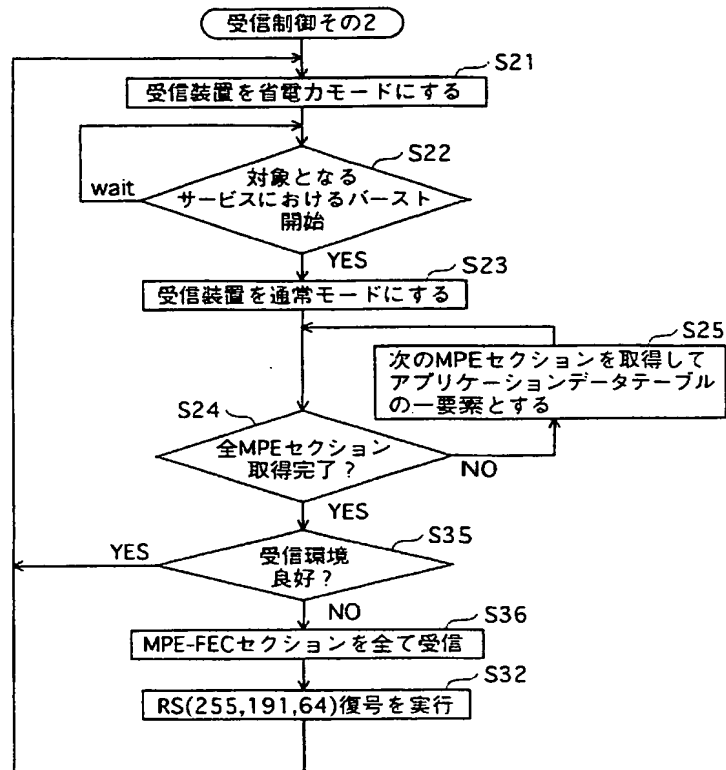 受信制御その2
S21
受信装置を省電力モードにする
S22
対象となる
サービスにおけるバースト
開始
wait
YES
S23
受信装置を通常モードにする
S25
次のMPEセクションを取得して
アプリケーションデータテーブル
の一要素とする
S24
全MPEセクション
取得完了?
NO
YES
S35
受信環境
良好?
YES
NO
S36
MPE-FECセクションを全て受信
S32
RS(255,191,64)復号を実行